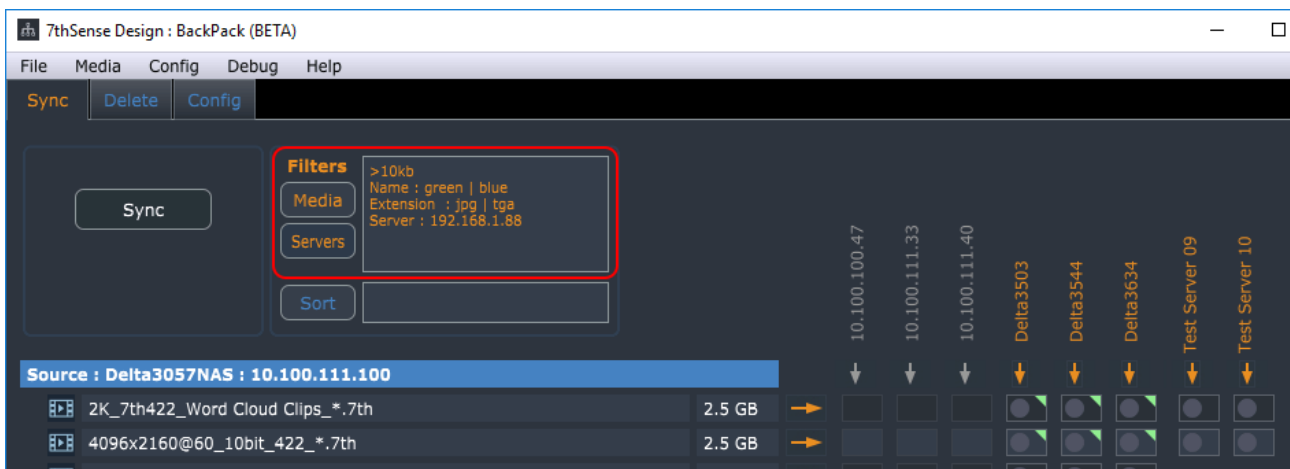 7thSense Design : BackPack (BETA)
File Media Config Debug Help
Sync Delete Config
Sync
Filters
Media
Servers
>10kb
Name : green | blue
Extension : jpg | tga
Server : 192.168.1.88
Sort
10.100.100.47
10.100.111.33
10.100.111.40
Delta3503
Delta3544
Delta3634
Test Server 09
Test Server 10
Source : Delta3057NAS : 10.100.111.100
2K_7th422_Word Cloud Clips_*.7th 2.5 GB
4096x2160@60_10bit_422_*.7th 2.5 GB